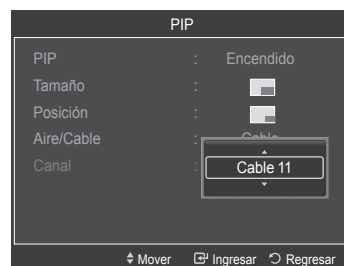 PIP
PIP : Encendido
Tamaño :
Posición :
Aire/Cable : Cable
Canal : Cable 11
Mover Ingresar Regresar